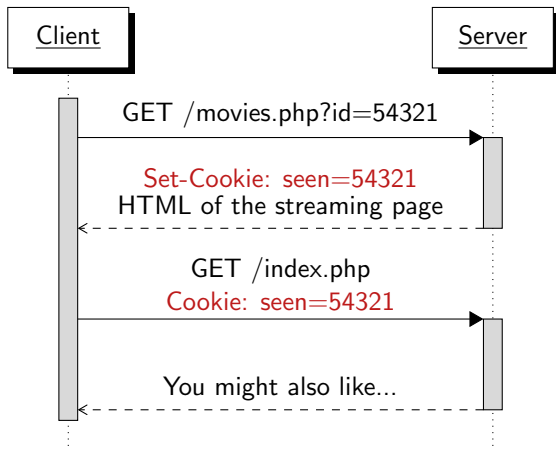 Client
Server
GET /movies.php?id=54321
Set-Cookie: seen=54321
HTML of the streaming page
GET /index.php
Cookie: seen=54321
You might also like...